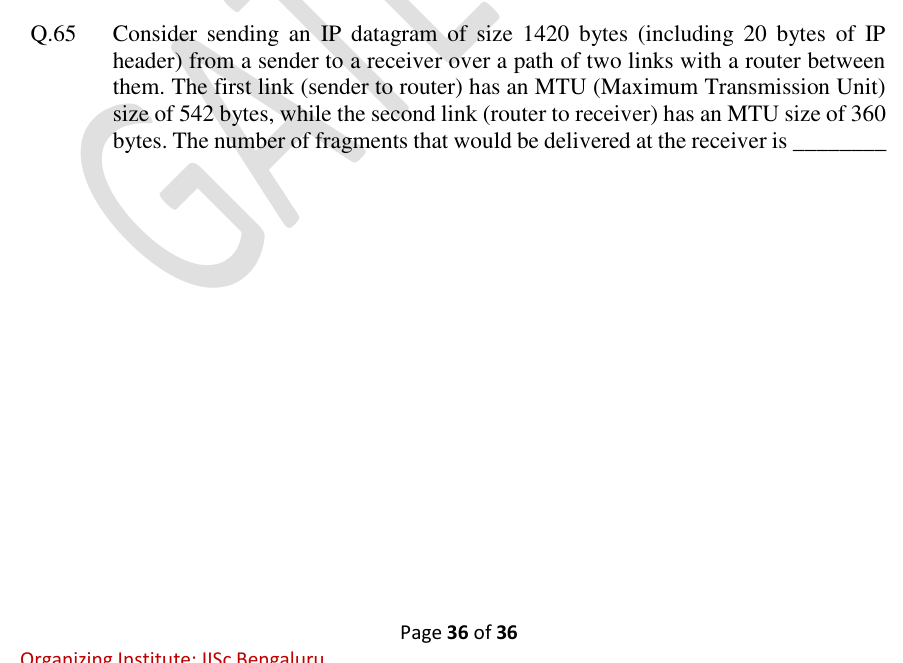 Q.65 Consider sending an IP datagram of size 1420 bytes (including 20 bytes of IP
header) from a sender to a receiver over a path of two links with a router between
them. The first link (sender to router) has an MTU (Maximum Transmission Unit)
size of 542 bytes, while the second link (router to receiver) has an MTU size of 360
bytes. The number of fragments that would be delivered at the receiver is ________
Page 36 of 36
Organizing Institute: IISc Bengaluru